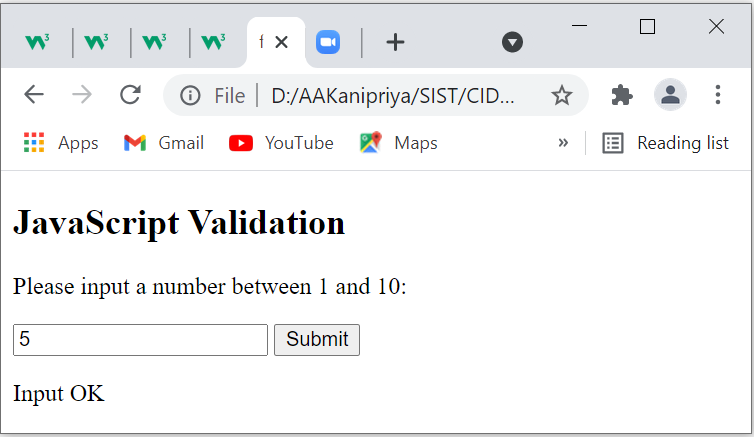 f
File D:/AAKanipriya/SIST/CID...
Apps Gmail YouTube Maps » Reading list
JavaScript Validation
Please input a number between 1 and 10:
5 Submit
Input OK